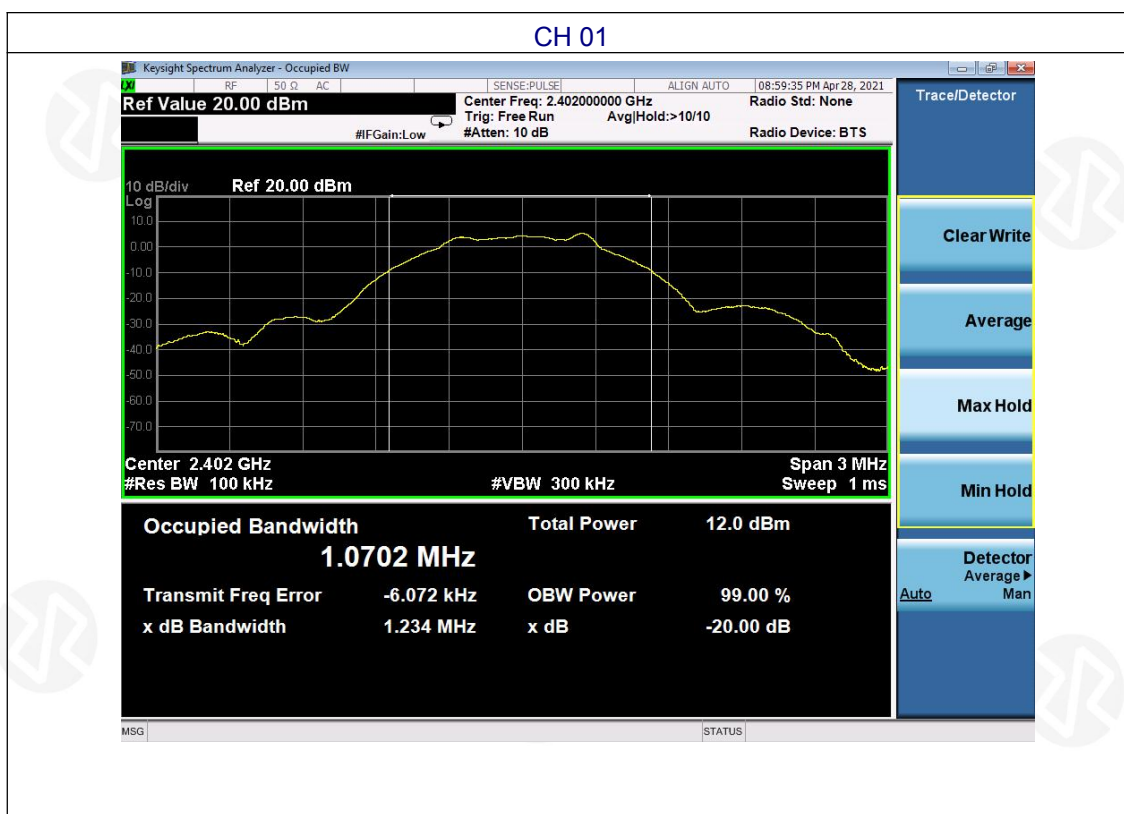 CH 01
Keysight Spectrum Analyzer - Occupied BW
LXI RF 50 Ω AC SENSE:PULSE ALIGN AUTO 08:59:35 PM Apr 28, 2021
Ref Value 20.00 dBm
Center Freq: 2.402000000 GHz
Radio Std: None
Trig: Free Run Avg|Hold:>10/10
#IFGain:Low
#Atten: 10 dB
Radio Device: BTS
10 dB/div Ref 20.00 dBm
Log
10.0
0.00
-10.0
-20.0
-30.0
-40.0
-50.0
-60.0
-70.0
Center 2.402 GHz
Span 3 MHz
#Res BW 100 kHz
#VBW 300 kHz
Sweep 1 ms
Occupied Bandwidth
Total Power 12.0 dBm
1.0702 MHz
Transmit Freq Error -6.072 kHz
OBW Power 99.00 %
x dB Bandwidth 1.234 MHz
x dB -20.00 dB
Trace/Detector
Clear Write
Average
Max Hold
Min Hold
Detector
Average
Auto Man
MSG
STATUS